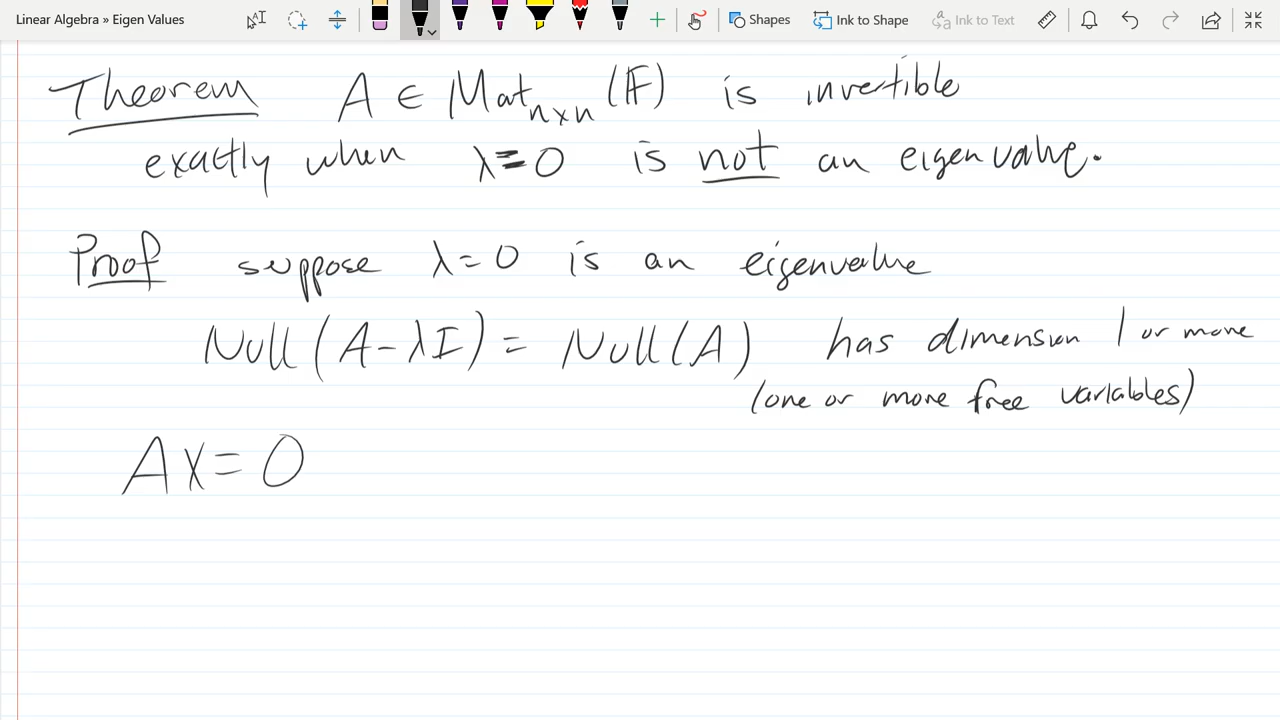 Linear Algebra » Eigen Values
Shapes
Ink to Shape
Ink to Text
Theorem A ∈ Mat n×n (𝔽) is invertible
exactly when λ=0 is not an eigenvalue.
Proof suppose λ=0 is an eigenvalue
Null(A-λI) = Null(A) has dimension 1 or more
(one or more free variables)
Ax=0